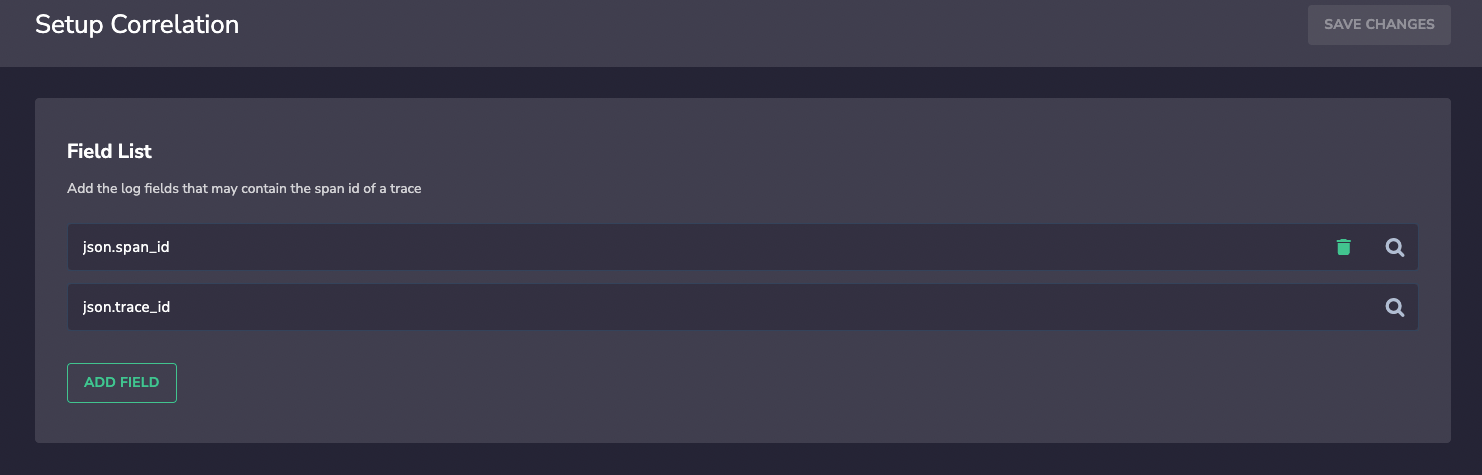 Setup Correlation
SAVE CHANGES
Field List
Add the log fields that may contain the span id of a trace
json.span_id
json.trace_id
ADD FIELD